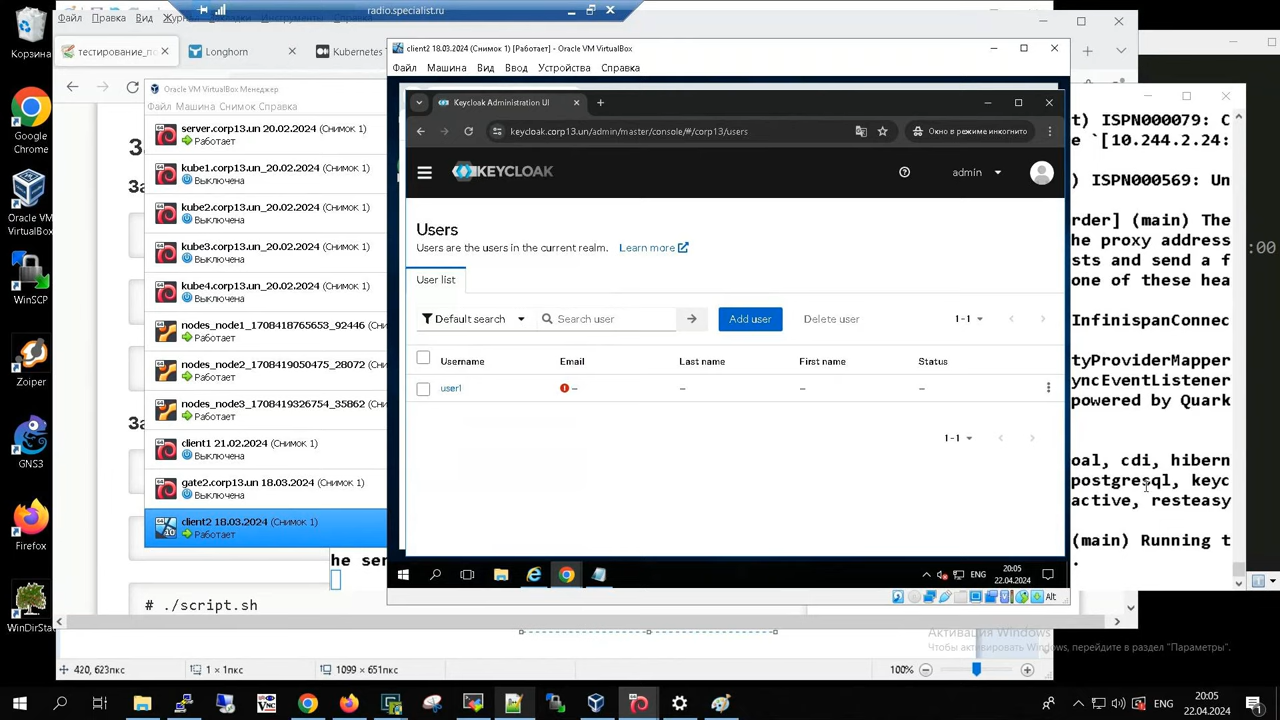 Корзина
Google
Chrome
Oracle VM
VirtualBox
WinSCP
Zoiper
GNS3
Firefox
WinDirStat
radio.specialist.ru
Файл
Правка
Вид
Longhorn
Kubernetes
Oracle VM VirtualBox Менеджер
Файл Машина Снимок Справка
server.corp13.un 20.02.2024 (Снимок 1)
Работает
kube1.corp13.un_20.02.2024 (Снимок 1)
Выключена
kube2.corp13.un_20.02.2024 (Снимок 1)
Выключена
kube3.corp13.un_20.02.2024 (Снимок 1)
Выключена
kube4.corp13.un_20.02.2024 (Снимок 1)
Выключена
nodes_node1_1708418765653_92446 (Сни
Работает
nodes_node2_1708419050475_28072 (Сни
Работает
nodes_node3_1708419326754_35862 (Сни
Работает
client1 21.02.2024 (Снимок 1)
Выключена
gate2.corp13.un 18.03.2024 (Снимок 1)
Выключена
client2 18.03.2024 (Снимок 1)
Работает
he ser
# ./script.sh
client2 18.03.2024 (Снимок 1) [Работает] - Oracle VM VirtualBox
Файл Машина Вид Ввод Устройства Справка
Keycloak Administration UI
keycloak.corp13.un/admin/master/console/#/corp13/users
Окно в режиме инкогнито
KEYCLOAK
admin
Users
Users are the users in the current realm. Learn more
User list
Default search
Search user
Add user
Delete user
1-1
Username Email Last name First name Status
user1 – – – –
1-1
ENG
20:05
22.04.2024
Alt
t) ISPN000079: C
e `[10.244.2.24:
) ISPN000569: Un
rder] (main) The
he proxy address
sts and send a f
one of these hea
InfinispanConnec
tyProviderMapper
yncEventListener
powered by Quark
oal, cdi, hibern
postgresql, keyc
active, resteasy
(main) Running t
.
:00
Активация Windows
Чтобы активировать Windows, перейдите в раздел "Параметры".
420, 623пкс
1 × 1пкс
1099 × 651пкс
100%
ENG
20:05
22.04.2024
1